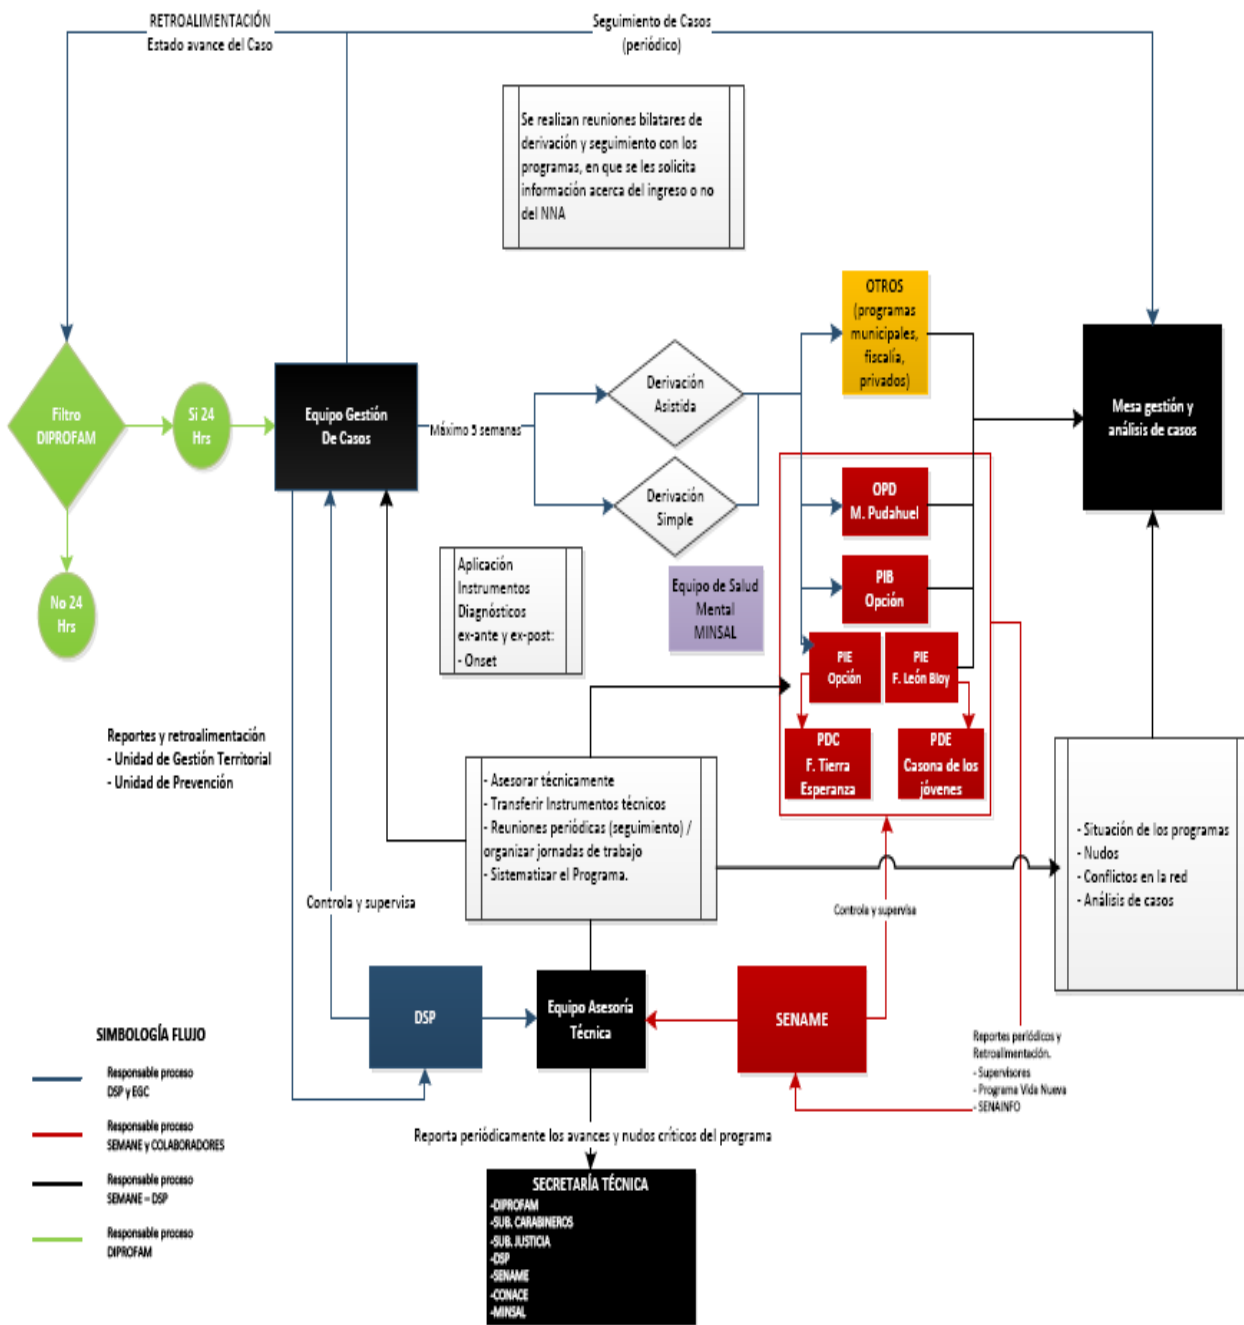 RETROALIMENTACIÓN
Estado avance del Caso
Seguimiento de Casos
(periódico)
Se realizan reuniones bilatares de
derivación y seguimiento con los
programas, en que se les solicita
información acerca del ingreso o no
del NNA
OTROS
(programas
municipales,
fiscalía,
privados)
Filtro
DIPROFAM
Si 24
Hrs
Equipo Gestión
De Casos
Máximo 3 semanas
Derivación
Asistida
Derivación
Simple
Mesa gestión y
análisis de casos
OPD
M. Pudahuel
PIB
Opción
PIE
Opción
PIE
F. León Bloy
PDC
F. Tierra
Esperanza
PDE
Casona de los
jóvenes
No 24
Hrs
Aplicación
Instrumentos
Diagnósticos
ex-ante y ex-post:
- Onset
Equipo de Salud
Mental
MINSAL
Reportes y retroalimentación
- Unidad de Gestión Territorial
- Unidad de Prevención
- Asesorar técnicamente
- Transferir Instrumentos técnicos
- Reuniones periódicas (seguimiento) /
organizar jornadas de trabajo
- Sistematizar el Programa.
- Situación de los programas
- Nudos
- Conflictos en la red
- Análisis de casos
Controla y supervisa
Controla y supervisa
DSP
Equipo Asesoría
Técnica
SENAME
Reportes periódicos y
Retroalimentación.
- Supervisores
- Programa Vida Nueva
- SENAINFO
SIMBOLOGÍA FLUJO
Responsable proceso
DSP y EGC
Responsable proceso
SEMANE y COLABORADORES
Responsable proceso
SEMANE – DSP
Responsable proceso
DIPROFAM
Reporta periódicamente los avances y nudos críticos del programa
SECRETARÍA TÉCNICA
-DIPROFAM
-SUB. CARABINEROS
-SUB. JUSTICIA
-DSP
-SENAME
-CONACE
-MINSAL